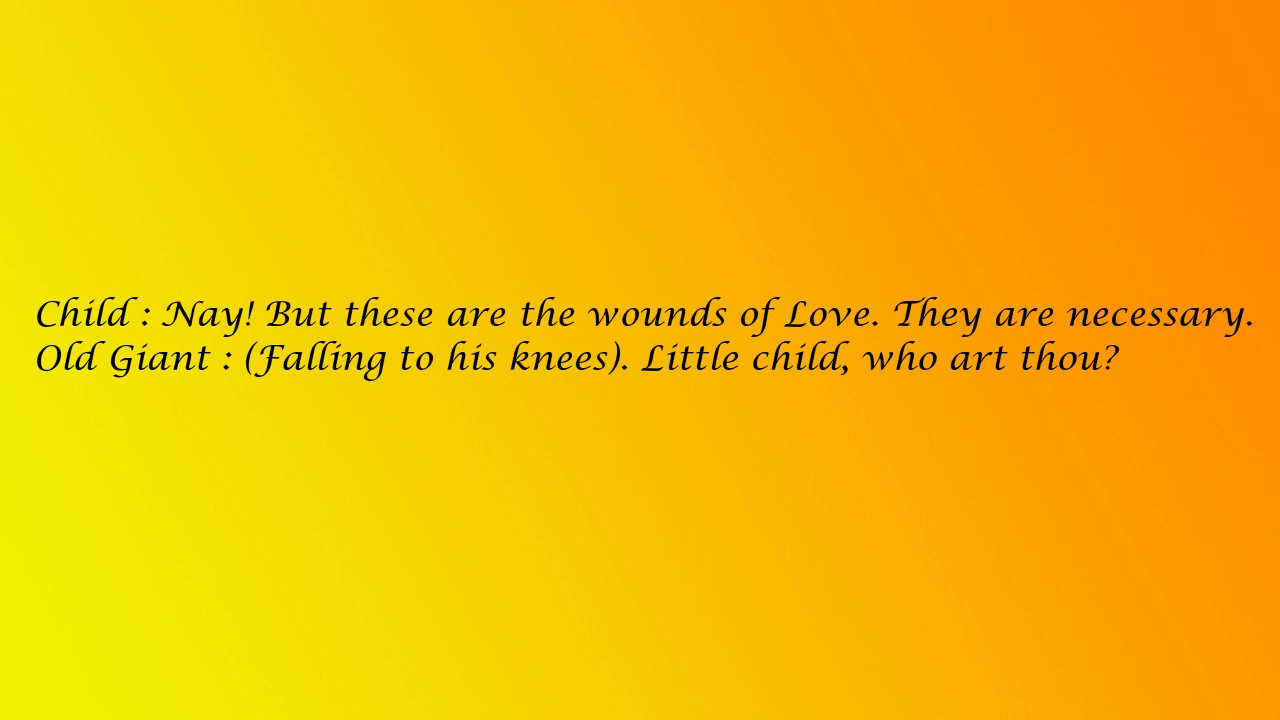 Child : Nay! But these are the wounds of Love. They are necessary.
Old Giant : (Falling to his knees). Little child, who art thou?